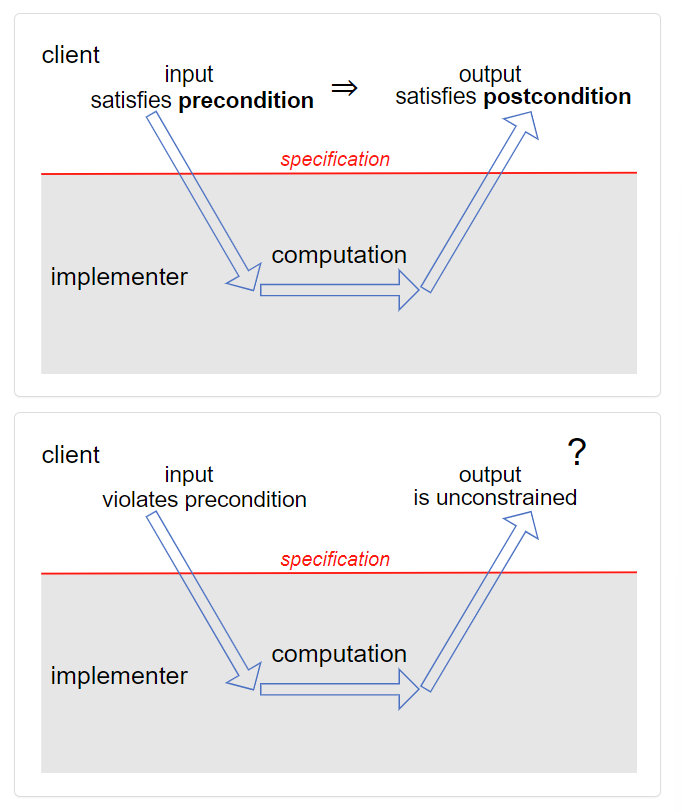 client
input
output
satisfies precondition ⇒ satisfies postcondition
specification
computation
implementer
client
?
input
output
violates precondition
is unconstrained
specification
computation
implementer